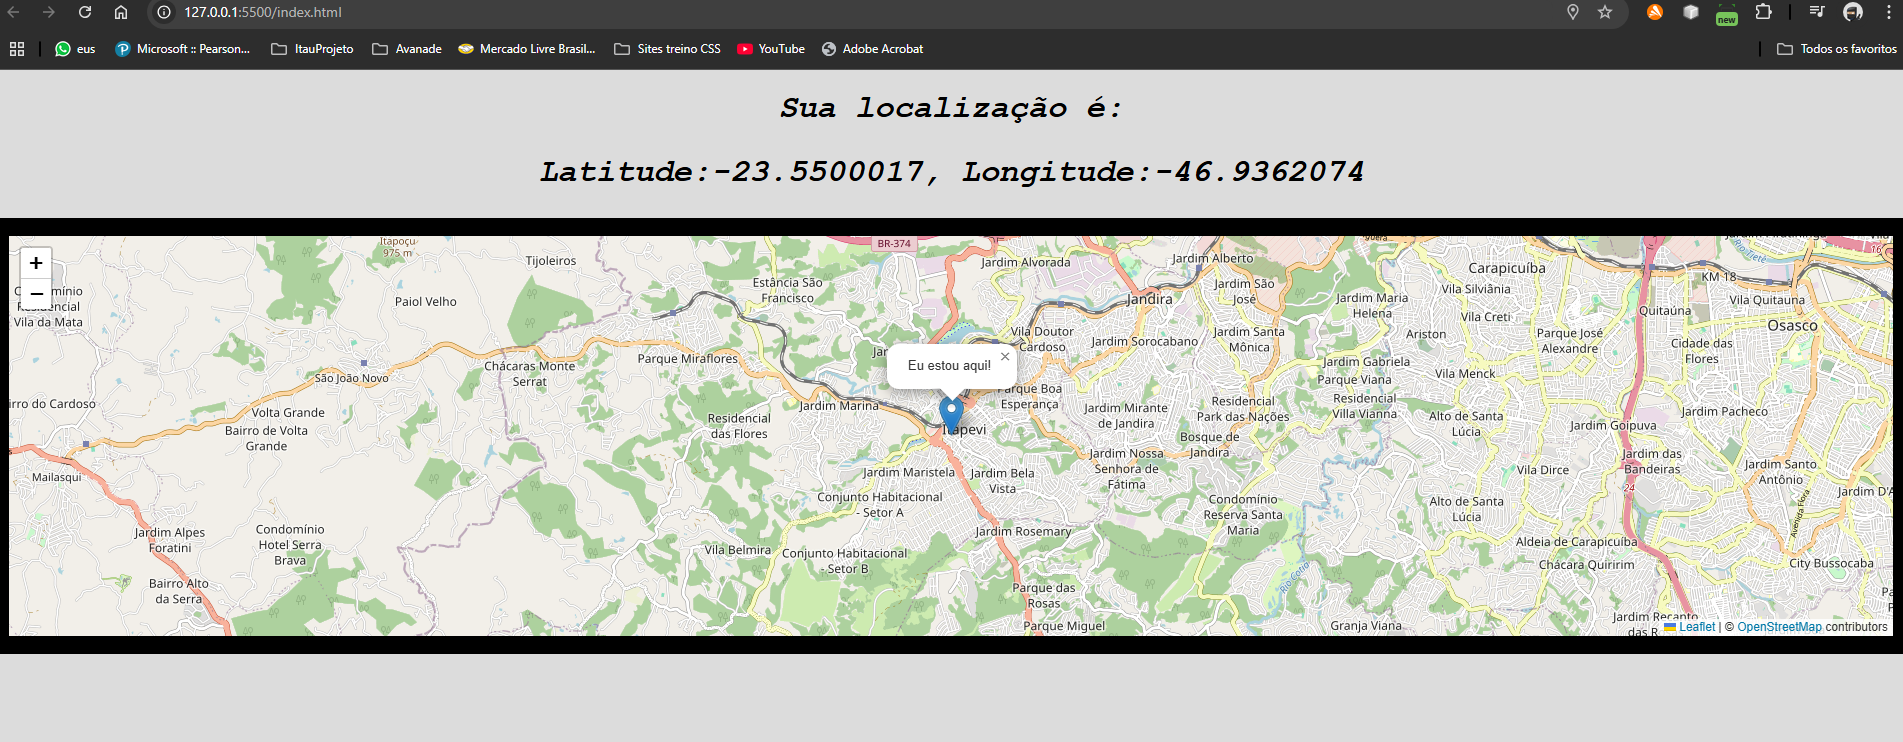 127.0.0.1:5500/index.html
new
eus
Microsoft :: Pearson...
ItauProjeto
Avanade
Mercado Livre Brasil...
Sites treino CSS
YouTube
Adobe Acrobat
Todos os favoritos
Sua localização é:
Latitude:-23.5500017, Longitude:-46.9362074
+
−
Itapoçu
975 m
BR-374
Tijoleiros
Jardim Alvorada
Jardim Alberto
Carapicuíba
KM 18
Estância São
Francisco
Jandira
Jardim São
José
Jardim Maria
Helena
Vila Silviânia
Vila Quitauna
Residencial
Vila da Mata
Paiol Velho
Vila Creti
Quitaúna
Osasco
Vila Doutor
Cardoso
Jardim Sorocabano
Jardim Santa
Mônica
Ariston
Parque José
Alexandre
Cidade das
Flores
Parque Miraflores
Chácaras Monte
Serrat
São João Novo
Eu estou aqui!
×
Jardim Gabriela
Parque Viana
Vila Menck
Parque Boa
Esperança
irro do Cardoso
Volta Grande
Bairro de Volta
Grande
Jardim Marina
Residencial
das Flores
Itapevi
Jardim Mirante
de Jandira
Residencial
Park das Nações
Residencial
Villa Vianna
Alto de Santa
Lúcia
Jardim Pacheco
Jardim Goipuva
Bosque de
Jandira
Mailasqui
Jardim Maristela
Jardim Bela
Vista
Jardim Nossa
Senhora de
Fátima
Vila Dirce
Jardim das
Bandeiras
24
Jardim Santo
Antônio
Jardim D'A
Conjunto Habitacional
- Setor A
Condomínio
Reserva Santa
Maria
Alto de Santa
Lúcia
Avenida Fora
Jardim Alpes
Foratini
Condomínio
Hotel Serra
Brava
Jardim Rosemary
Vila Belmira
Conjunto Habitacional
- Setor B
Aldeia de Carapicuíba
Chácara Quiririm
City Bussocaba
Bairro Alto
da Serra
Rio Cotia
Parque das
Rosas
Parque Miguel
Granja Viana
Jardim Recanto
das R
Leaflet | © OpenStreetMap contributors